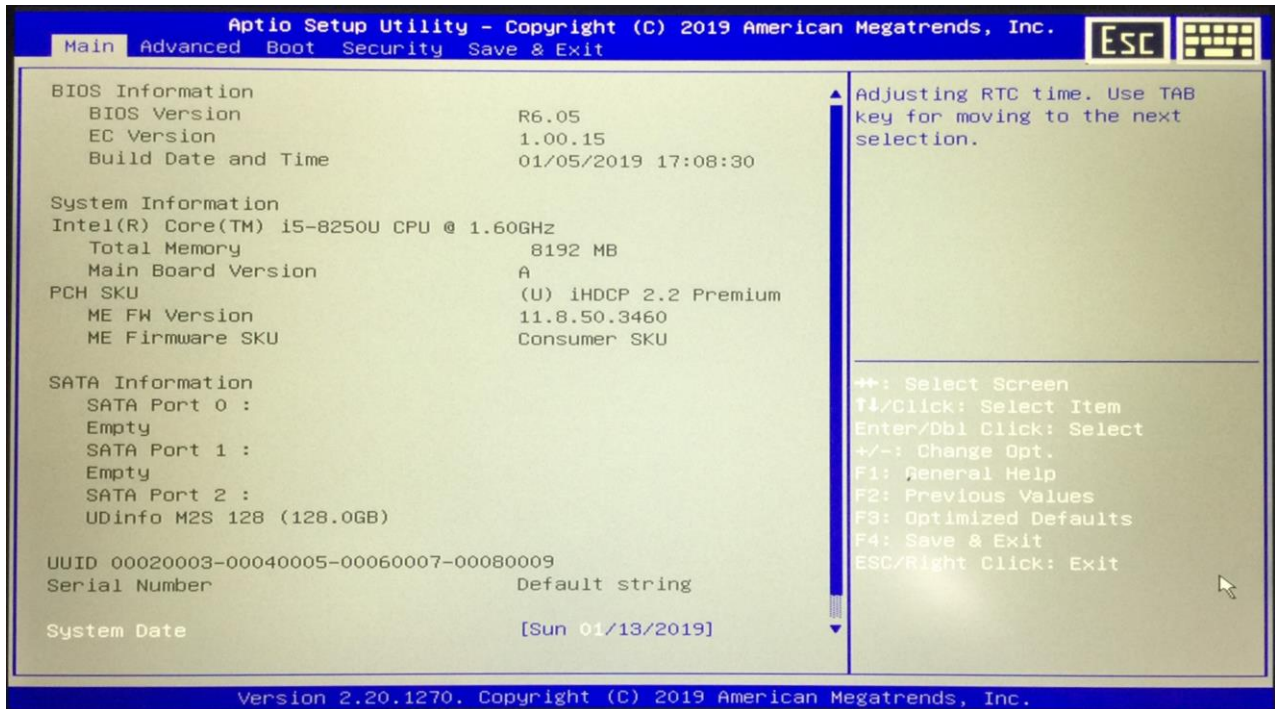 Aptio Setup Utility – Copyright (C) 2019 American Megatrends, Inc.
Main Advanced Boot Security Save & Exit
Esc
BIOS Information
BIOS Version R6.05
EC Version 1.00.15
Build Date and Time 01/05/2019 17:08:30
System Information
Intel(R) Core(TM) i5-8250U CPU @ 1.60GHz
Total Memory 8192 MB
Main Board Version A
PCH SKU (U) iHDCP 2.2 Premium
ME FW Version 11.8.50.3460
ME Firmware SKU Consumer SKU
SATA Information
SATA Port 0 :
Empty
SATA Port 1 :
Empty
SATA Port 2 :
UDinfo M2S 128 (128.0GB)
UUID 00020003-00040005-00060007-00080009
Serial Number Default string
System Date [Sun 01/13/2019]
Adjusting RTC time. Use TAB
key for moving to the next
selection.
→←: Select Screen
↑↓/Click: Select Item
Enter/Dbl Click: Select
+/-: Change Opt.
F1: General Help
F2: Previous Values
F3: Optimized Defaults
F4: Save & Exit
ESC/Right Click: Exit
Version 2.20.1270. Copyright (C) 2019 American Megatrends, Inc.